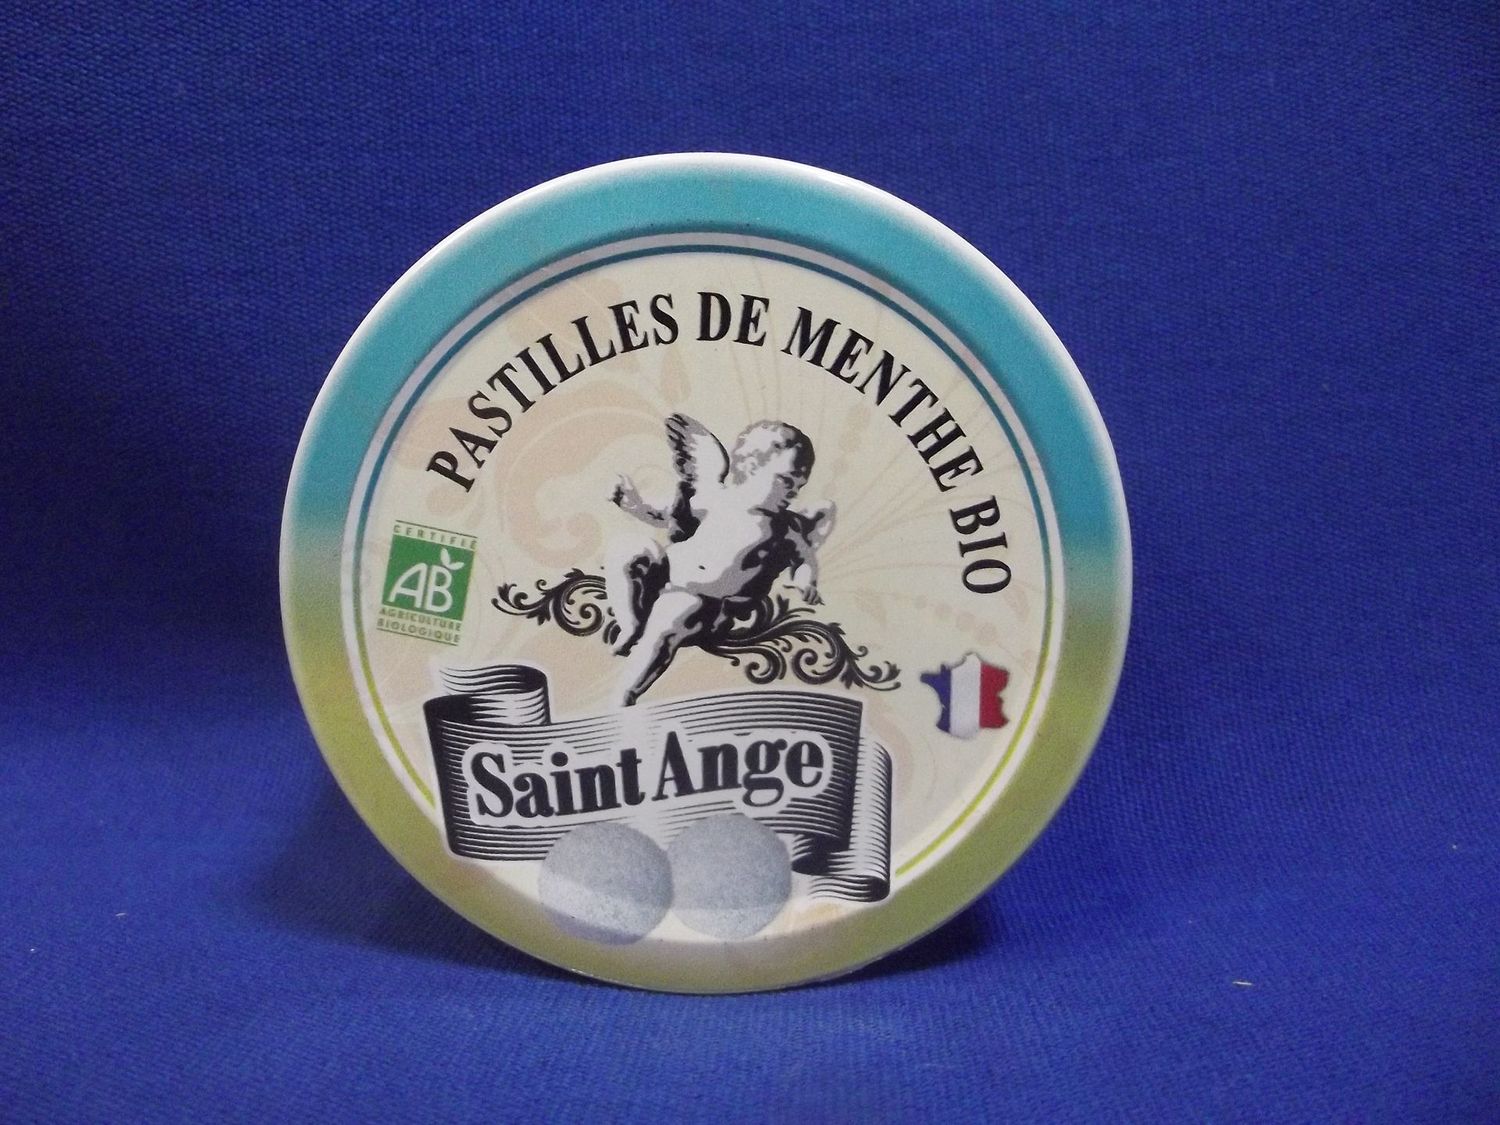 PASTILLES DE MENTHE BIO
CERTIFIÉ
AB
AGRICULTURE
BIOLOGIQUE
Saint Ange